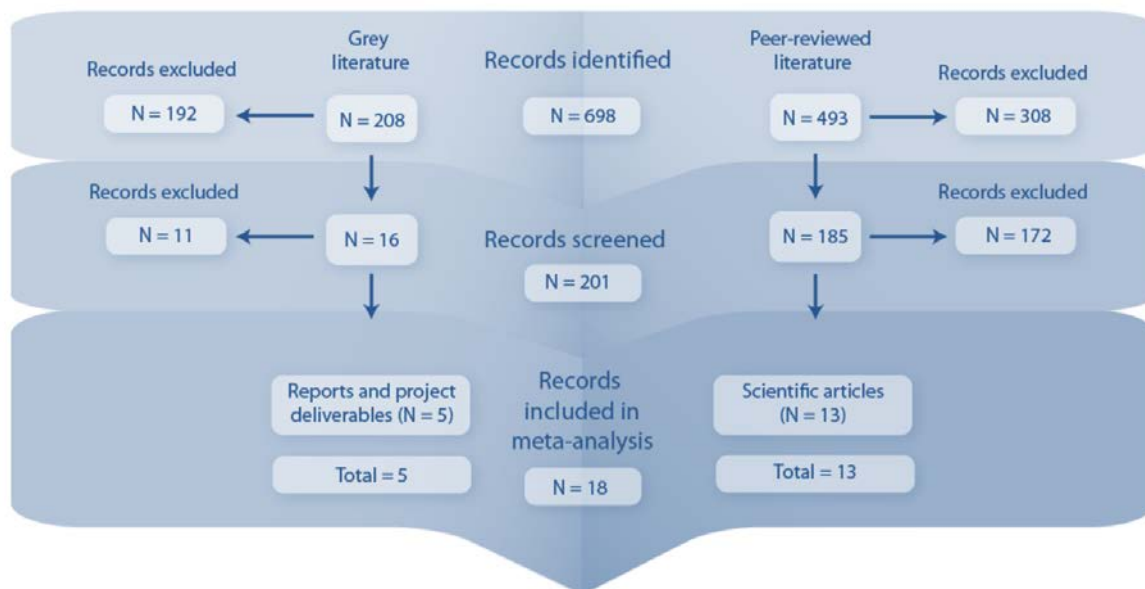 Grey
literature
Records identified
Peer-reviewed
literature
Records excluded
Records excluded
N = 192
N = 208
N = 698
N = 493
N = 308
Records excluded
Records excluded
N = 11
N = 16
Records screened
N = 185
N = 172
N = 201
Reports and project
deliverables (N = 5)
Records
included in
meta-analysis
Scientific articles
(N = 13)
Total = 5
N = 18
Total = 13